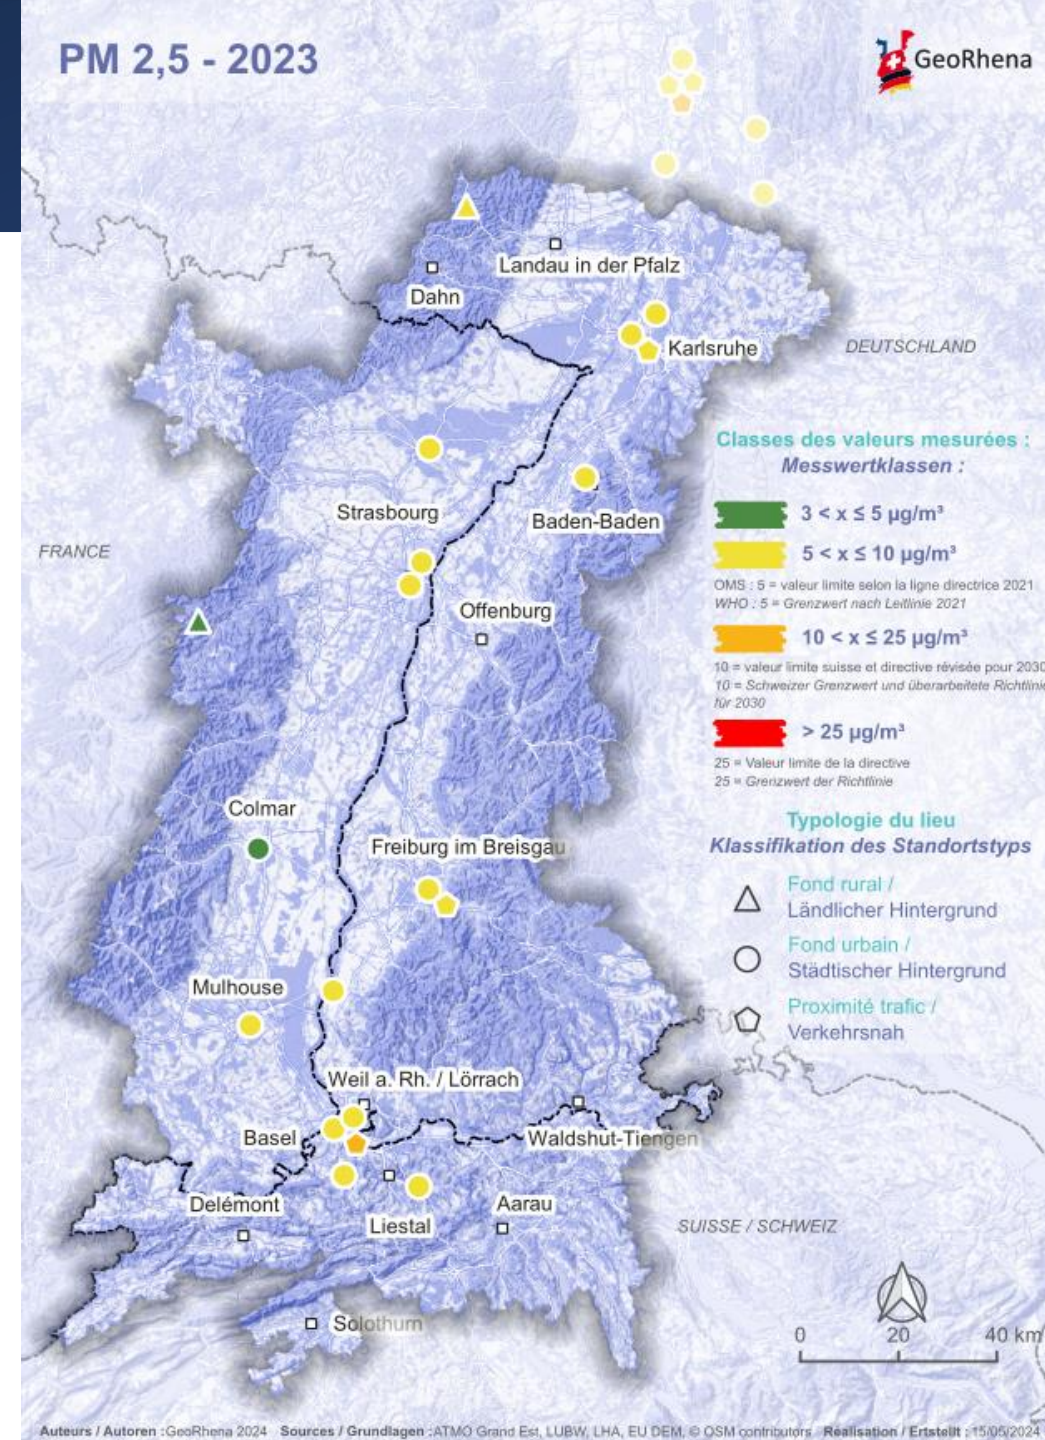 PM 2,5 - 2023
GeoRhena
Landau in der Pfalz
Dahn
Karlsruhe
DEUTSCHLAND
Classes des valeurs mesurées :
Messwertklassen :
3 < x ≤ 5 µg/m³
5 < x ≤ 10 µg/m³
OMS : 5 = valeur limite selon la ligne directrice 2021
WHO : 5 = Grenzwert nach Leitlinie 2021
10 < x ≤ 25 µg/m³
10 = valeur limite suisse et directive révisée pour 2030
10 = Schweizer Grenzwert und überarbeitete Richtlinie
für 2030
> 25 µg/m³
25 = Valeur limite de la directive
25 = Grenzwert der Richtlinie
Strasbourg
Baden-Baden
FRANCE
Offenburg
Colmar
Freiburg im Breisgau
Typologie du lieu
Klassifikation des Standortstyps
Fond rural /
Ländlicher Hintergrund
Fond urbain /
Städtischer Hintergrund
Proximité trafic /
Verkehrsnah
Mulhouse
Weil a. Rh. / Lörrach
Basel
Waldshut-Tiengen
Delémont
Liestal
Aarau
SUISSE / SCHWEIZ
Solothurn
0 20 40 km
Auteurs / Autoren : GeoRhena 2024 Sources / Grundlagen : ATMO Grand Est, LUBW, LHA, EU DEM, © OSM contributors Réalisation / Ertstellt : 15/05/2024